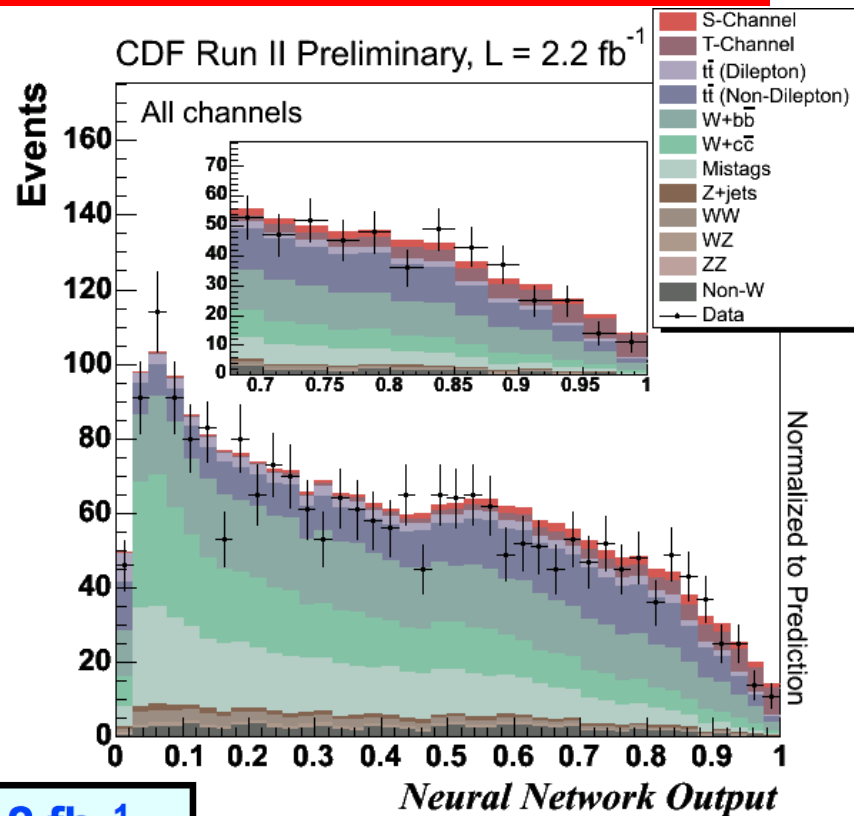 CDF Run II Preliminary, L = 2.2 fb⁻¹
S-Channel
T-Channel
tt̄ (Dilepton)
tt̄ (Non-Dilepton)
W+bb̄
W+cc̄
Mistags
Z+jets
WW
WZ
ZZ
Non-W
Data
Events
All channels
160
140
120
100
80
60
40
20
0
70
60
50
40
30
20
10
0
0.7 0.75 0.8 0.85 0.9 0.95 1
0 0.1 0.2 0.3 0.4 0.5 0.6 0.7 0.8 0.9 1
Normalized to Prediction
Neural Network Output